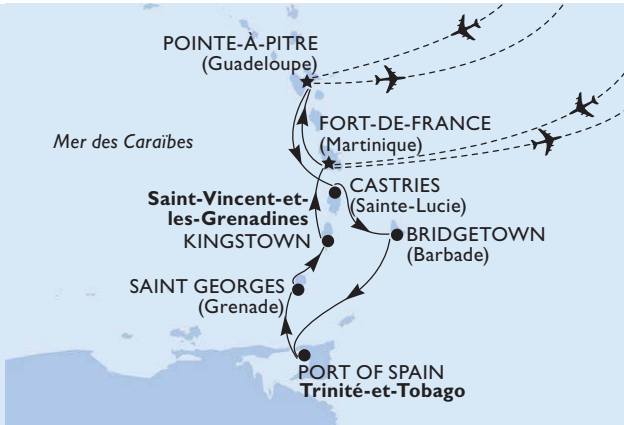 POINTE-À-PITRE
(Guadeloupe)
FORT-DE-FRANCE
(Martinique)
Mer des Caraïbes
CASTRIES
(Sainte-Lucie)
Saint-Vincent-et-
les-Grenadines
KINGSTOWN
BRIDGETOWN
(Barbade)
SAINT GEORGES
(Grenade)
PORT OF SPAIN
Trinité-et-Tobago